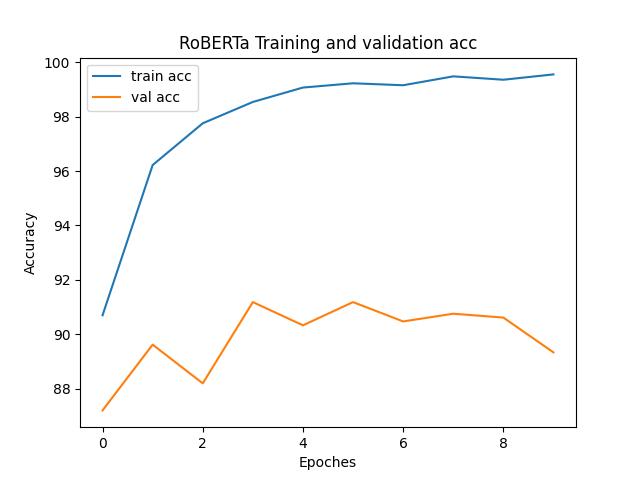 RoBERTa Training and validation acc
train acc
val acc
100
98
96
94
92
90
88
Accuracy
0 2 4 6 8
Epoches